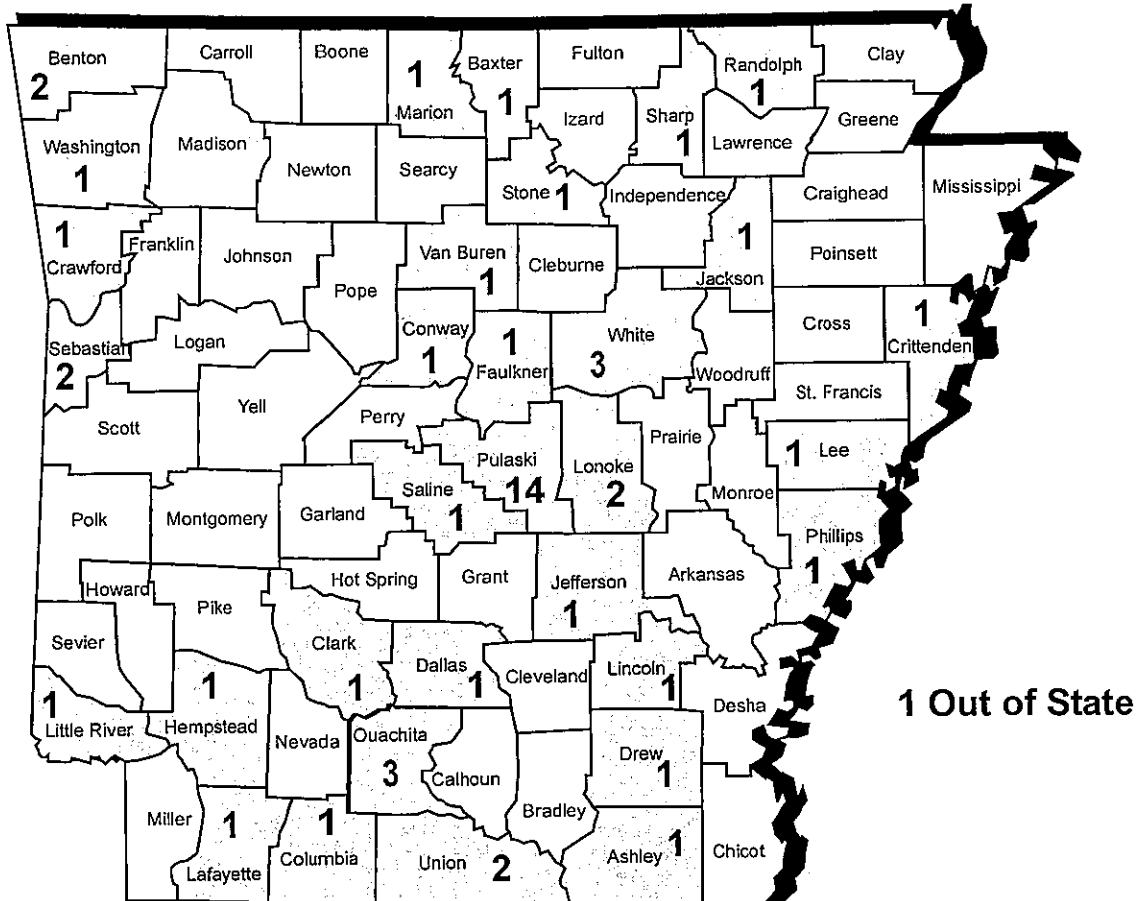 Benton
2
Carroll
Boone
1
Marion
Baxter
1
Fulton
Randolph
1
Clay
Washington
1
Madison
Newton
Searcy
Stone 1
Izard
Sharp
1
Lawrence
Greene
Independence
Craighead
Mississippi
1
Crawford
Franklin
Johnson
Pope
Van Buren
1
Cleburne
1
Jackson
Poinsett
Sebastian
2
Logan
Conway
1
1
Faulkner
White
3
Woodruff
Cross
1
Crittenden
St. Francis
Scott
Yell
Perry
Pulaski
14
Lonoke
2
Prairie
Monroe
1 Lee
Polk
Montgomery
Garland
Saline
1
Phillips
1
Howard
Pike
Hot Spring
Grant
Jefferson
1
Arkansas
Sevier
Clark
1
Dallas
1
Cleveland
Lincoln
1
Desha
1 Out of State
1
Little River
1
Hempstead
Nevada
Ouachita
3
Calhoun
Bradley
Drew
1
Miller
1
Lafayette
1
Columbia
Union 2
Ashley 1
Chicot